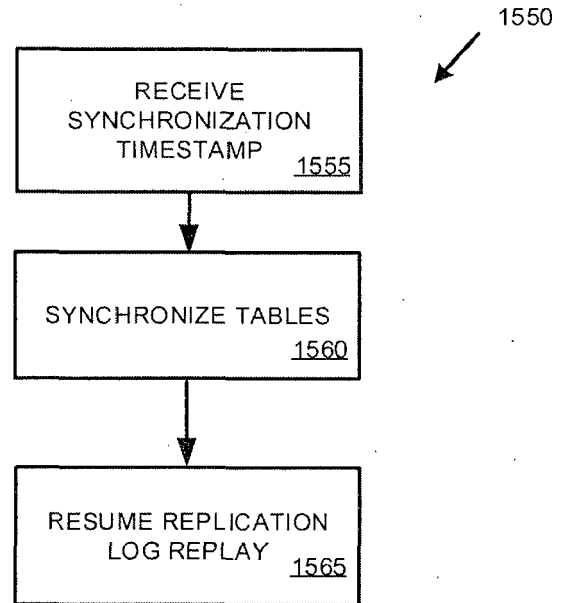 1550
RECEIVE
SYNCHRONIZATION
TIMESTAMP
1555
SYNCHRONIZE TABLES
1560
RESUME REPLICATION
LOG REPLAY
1565